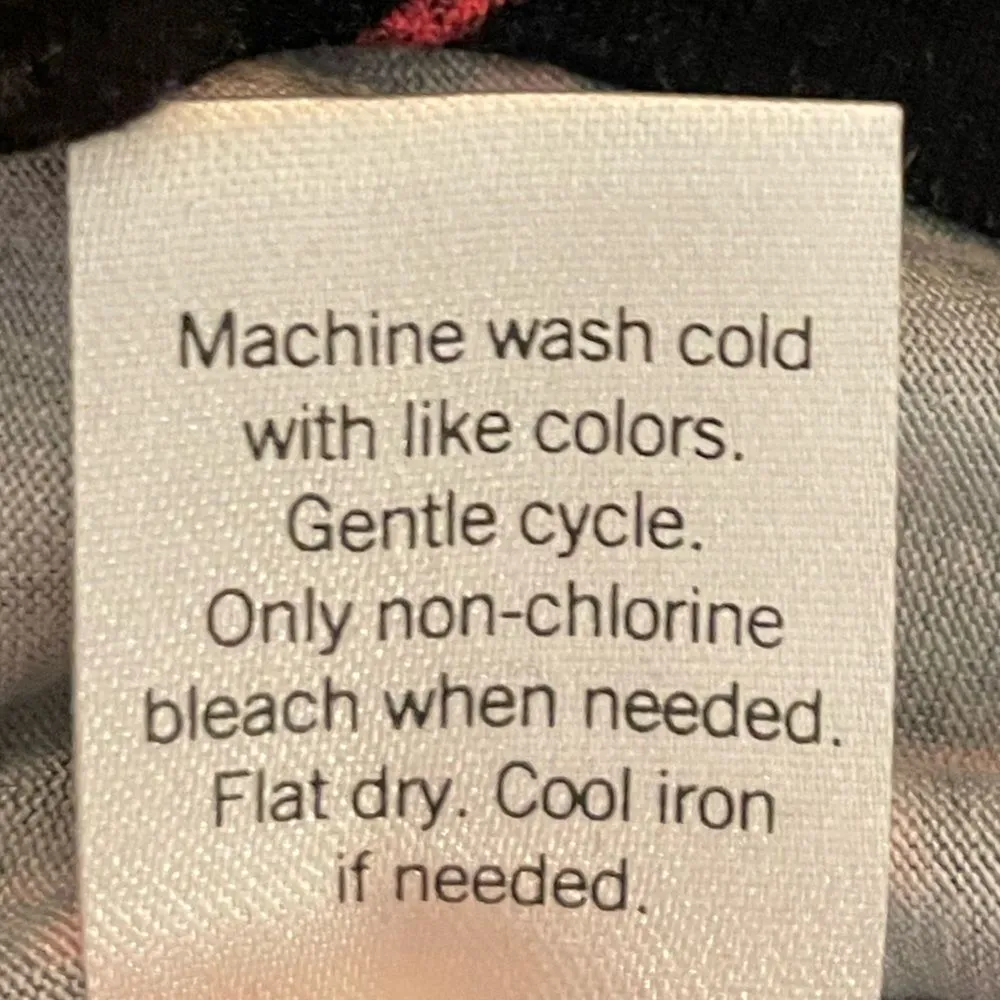 Machine wash cold
with like colors.
Gentle cycle.
Only non-chlorine
bleach when needed.
Flat dry. Cool iron
if needed.